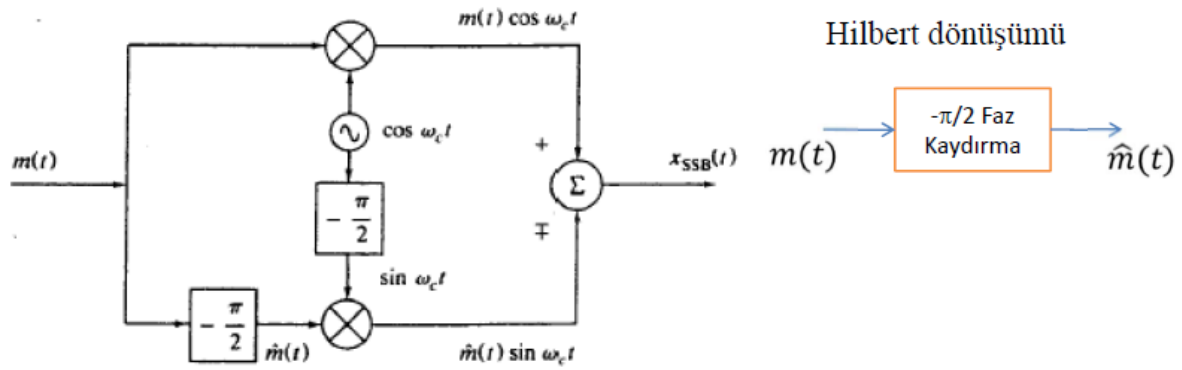 m(t) cos ω_c t
Hilbert dönüşümü
cos ω_c t
-π/2 Faz
Kaydırma
m(t)
+
x_SSB(t)
m(t)
m̂(t)
Σ
- π/2
∓
sin ω_c t
- π/2
m̂(t)
m̂(t) sin ω_c t